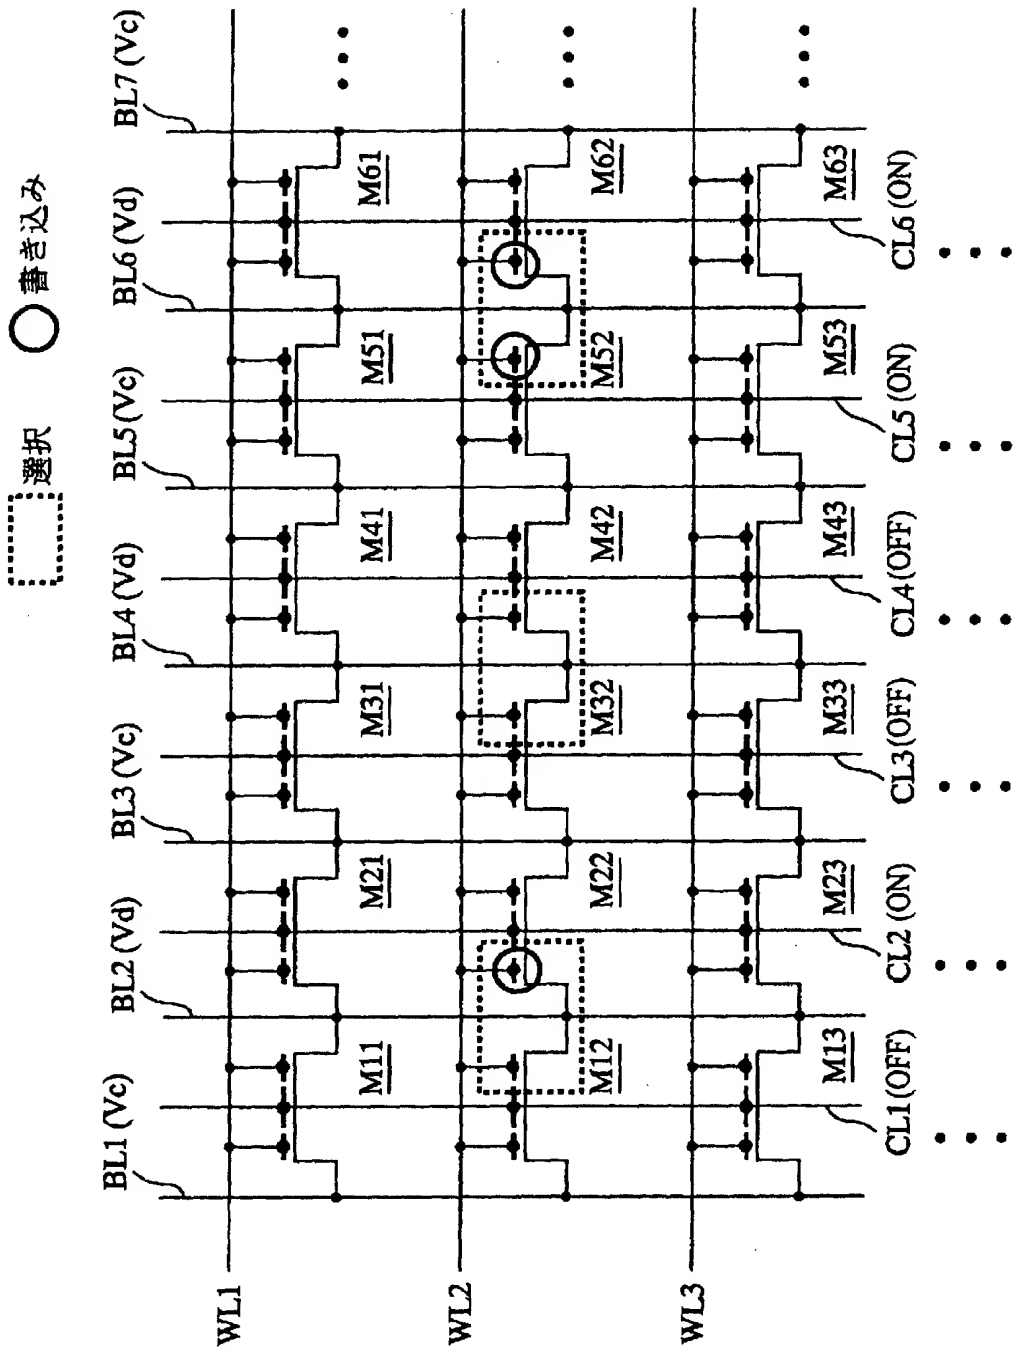 選択
書き込み
BL1 (Vc)
BL2 (Vd)
BL3 (Vc)
BL4 (Vd)
BL5 (Vc)
BL6 (Vd)
BL7 (Vc)
WL1
M11
M21
M31
M41
M51
M61
WL2
M12
M22
M32
M42
M52
M62
WL3
M13
M23
M33
M43
M53
M63
CL1 (OFF)
CL2 (ON)
CL3 (OFF)
CL4 (OFF)
CL5 (ON)
CL6 (ON)